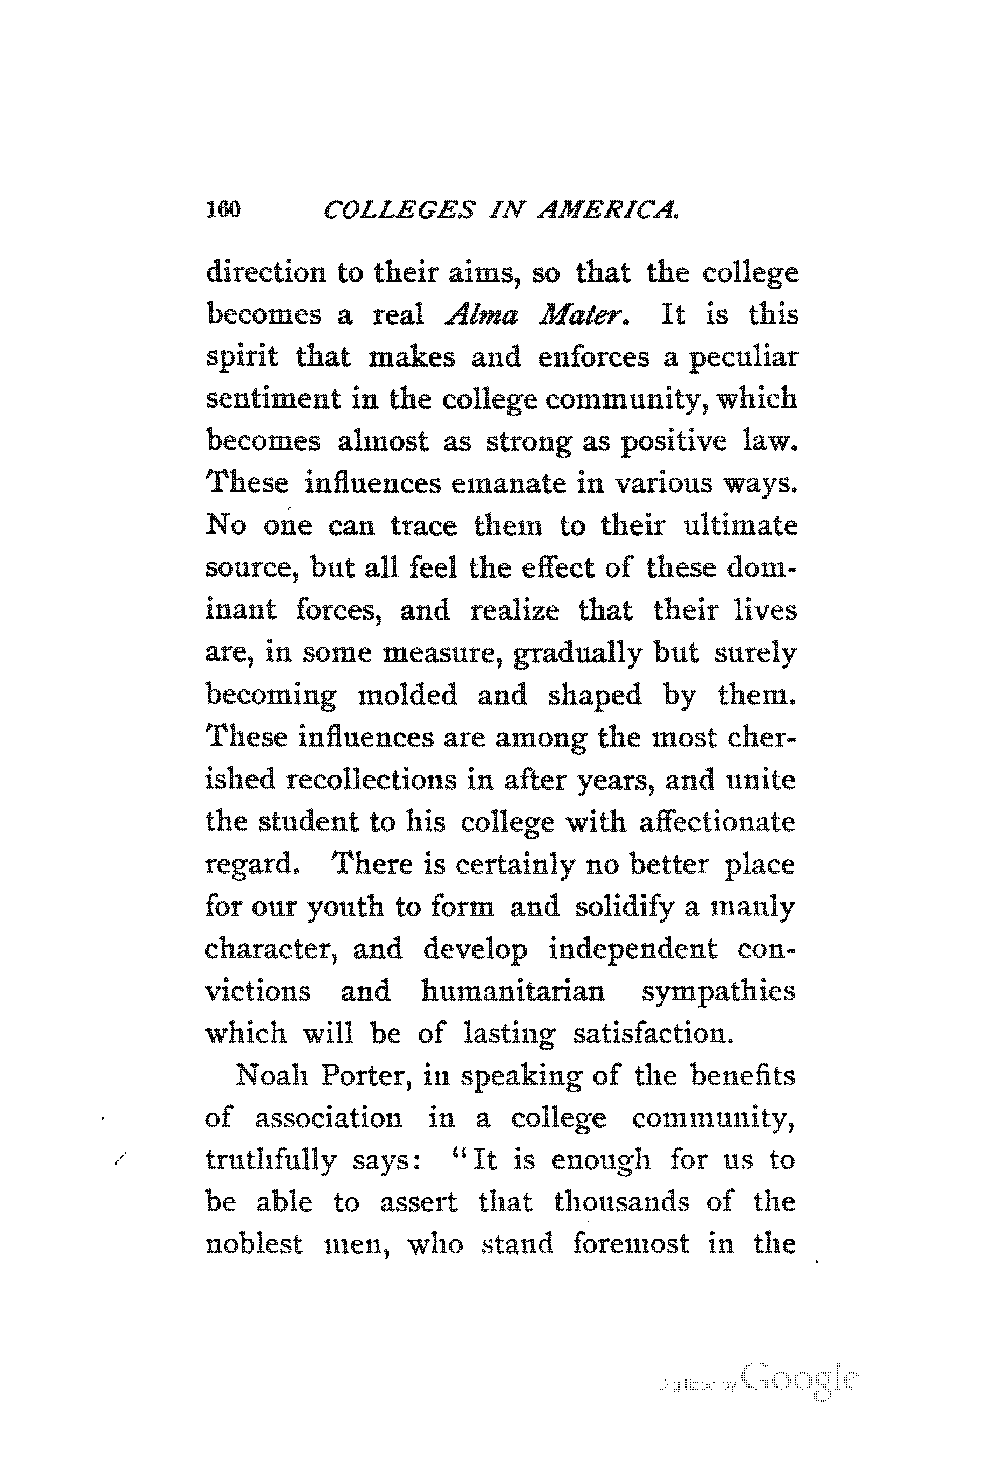 160 COLLEGES IN AMERICA.
direction to their aims, so that the college
becomes a real Alma Mater. It is this
spirit that makes and enforces a peculiar
sentiment in the college community, which
becomes almost as strong as positive law.
These influences emanate in various ways.
No one can trace them to their ultimate
source, but all feel the effect of these dom-
inant forces, and realize that their lives
are, in some measure, gradually but surely
becoming molded and shaped by them.
These influences are among the most cher-
ished recollections in after years, and unite
the student to his college with affectionate
regard. There is certainly no better place
for our youth to form and solidify a manly
character, and develop independent con-
victions and humanitarian sympathies
which will be of lasting satisfaction.
Noah Porter, in speaking of the benefits
of association in a college community,
truthfully says: "It is enough for us to
be able to assert that thousands of the
noblest men, who stand foremost in the
Digitized by Google